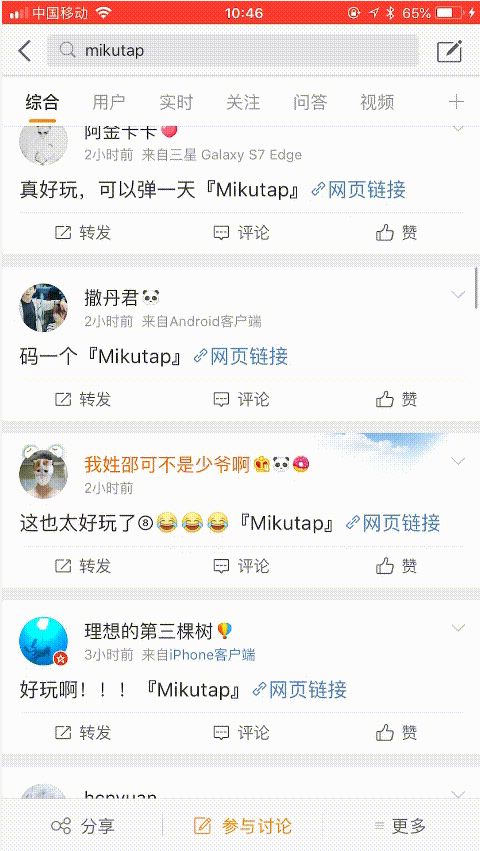 中国移动 10:46 65%
mikutap
综合 用户 实时 关注 问答 视频
阿金卡卡
2小时前 来自三星 Galaxy S7 Edge
真好玩，可以弹一天『Mikutap』网页链接
转发 评论 赞
撒丹君
2小时前 来自Android客户端
码一个『Mikutap』网页链接
转发 评论 赞
我姓邵可不是少爷啊
2小时前
这也太好玩了⑧😂😂😂『Mikutap』网页链接
转发 评论 赞
理想的第三棵树
3小时前 来自iPhone客户端
好玩啊！！！『Mikutap』网页链接
转发 评论 赞
hcnyuan
分享 参与讨论 更多